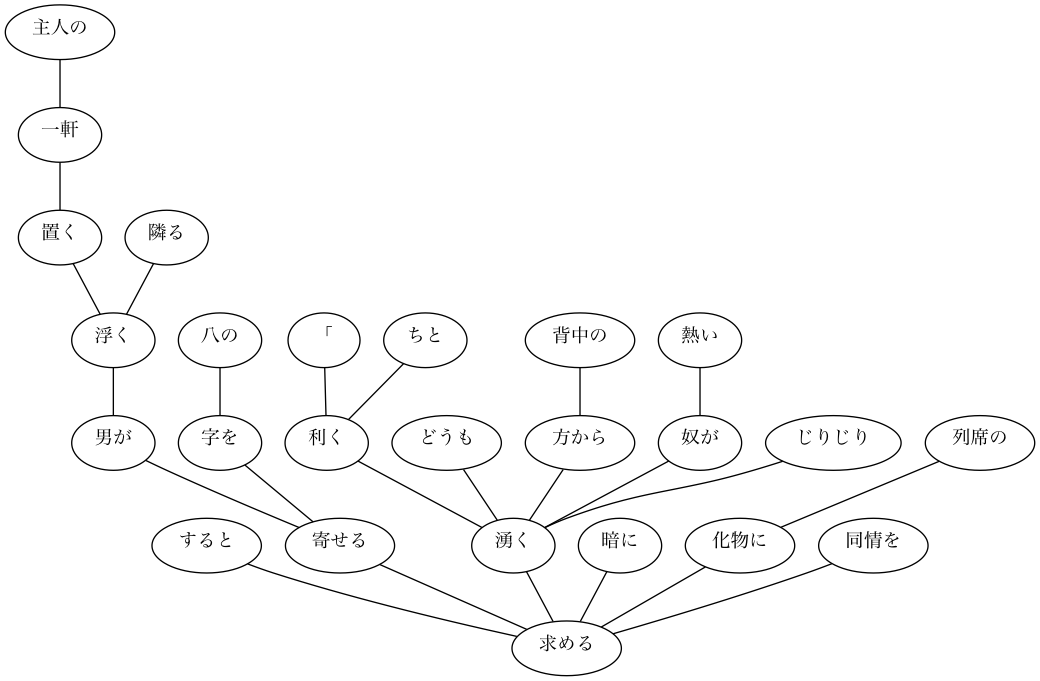 主人の
一軒
置く 隣る
浮く 八の 「 ちと 背中の 熱い
男が 字を 利く どうも 方から 奴が じりじり 列席の
すると 寄せる 湧く 暗に 化物に 同情を
求める